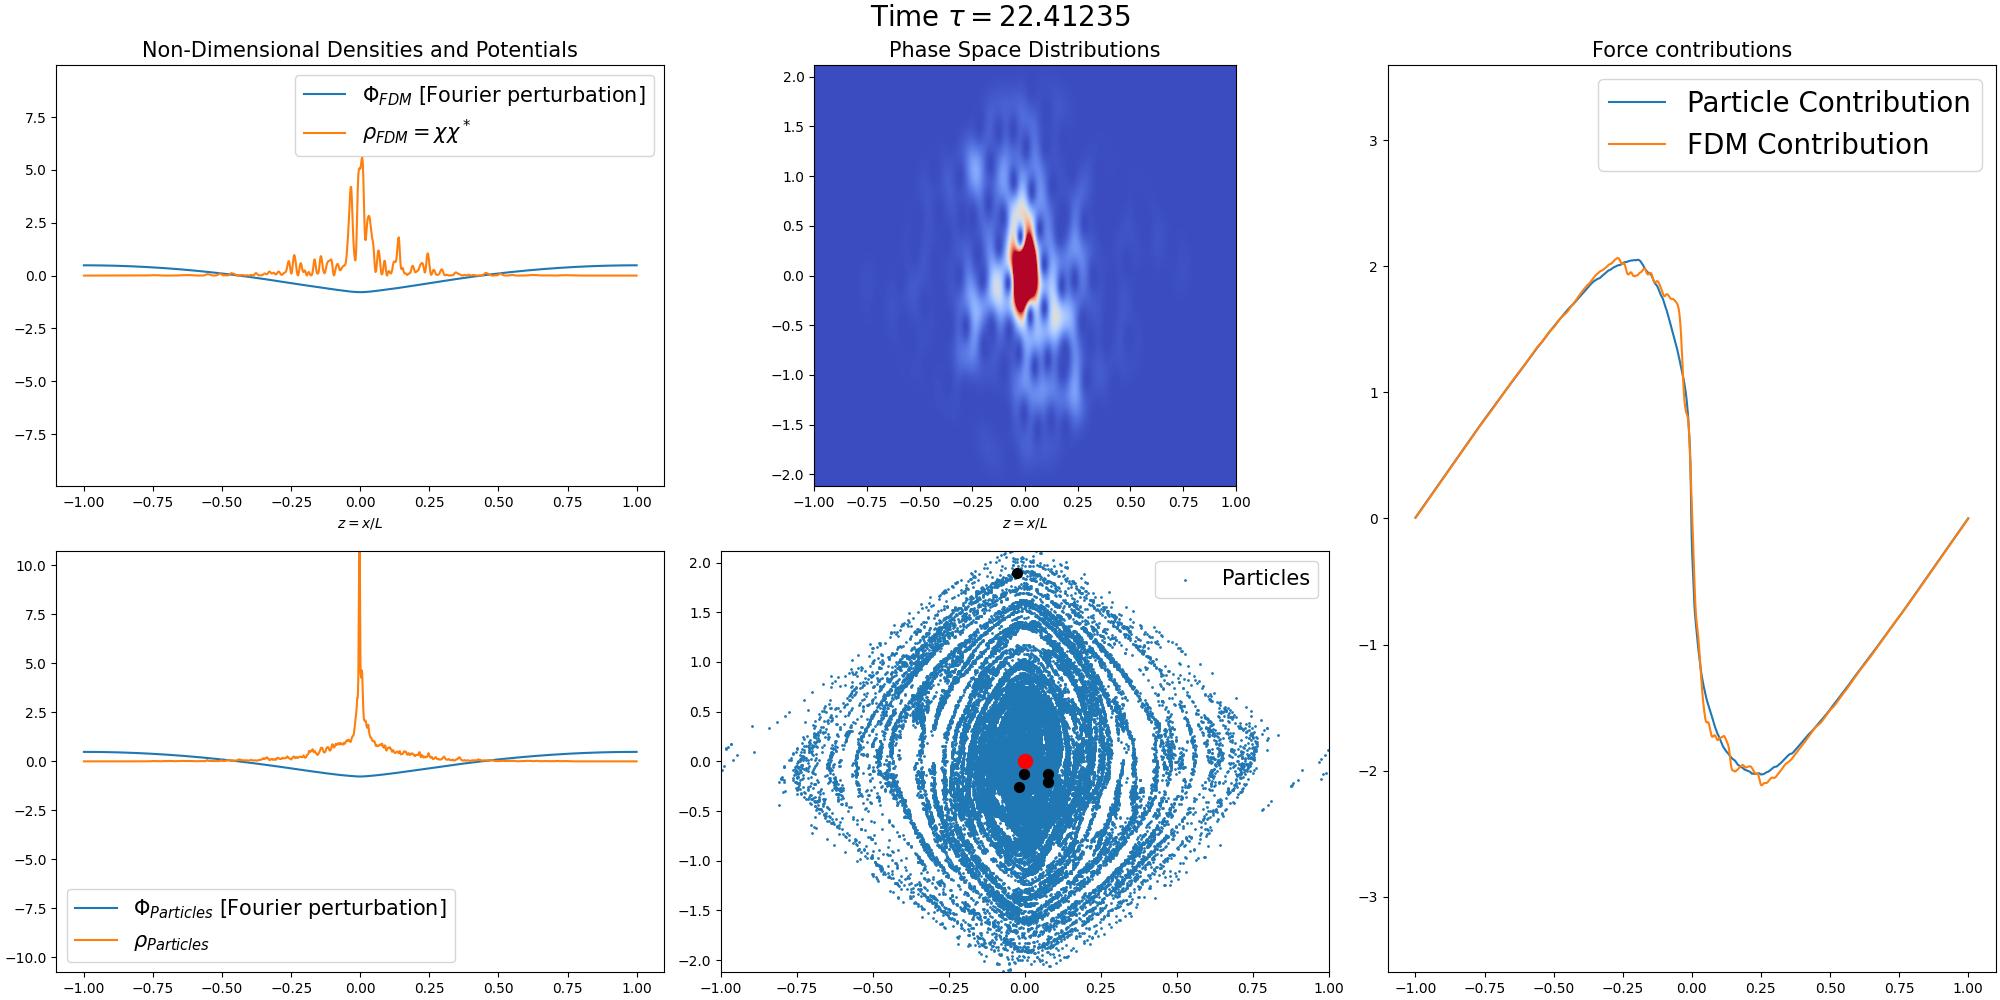 Time τ = 22.41235
Non-Dimensional Densities and Potentials
Φ_FDM [Fourier perturbation]
ρ_FDM = χχ*
7.5
5.0
2.5
0.0
−2.5
−5.0
−7.5
−1.00 −0.75 −0.50 −0.25 0.00 0.25 0.50 0.75 1.00
z = x/L
Phase Space Distributions
2.0
1.5
1.0
0.5
0.0
−0.5
−1.0
−1.5
−2.0
−1.00 −0.75 −0.50 −0.25 0.00 0.25 0.50 0.75 1.00
z = x/L
Force contributions
Particle Contribution
FDM Contribution
3
2
1
0
−1
−2
−3
−1.00 −0.75 −0.50 −0.25 0.00 0.25 0.50 0.75 1.00
10.0
7.5
5.0
2.5
0.0
−2.5
−5.0
−7.5
−10.0
Φ_Particles [Fourier perturbation]
ρ_Particles
−1.00 −0.75 −0.50 −0.25 0.00 0.25 0.50 0.75 1.00
Particles
2.0
1.5
1.0
0.5
0.0
−0.5
−1.0
−1.5
−2.0
−1.00 −0.75 −0.50 −0.25 0.00 0.25 0.50 0.75 1.00